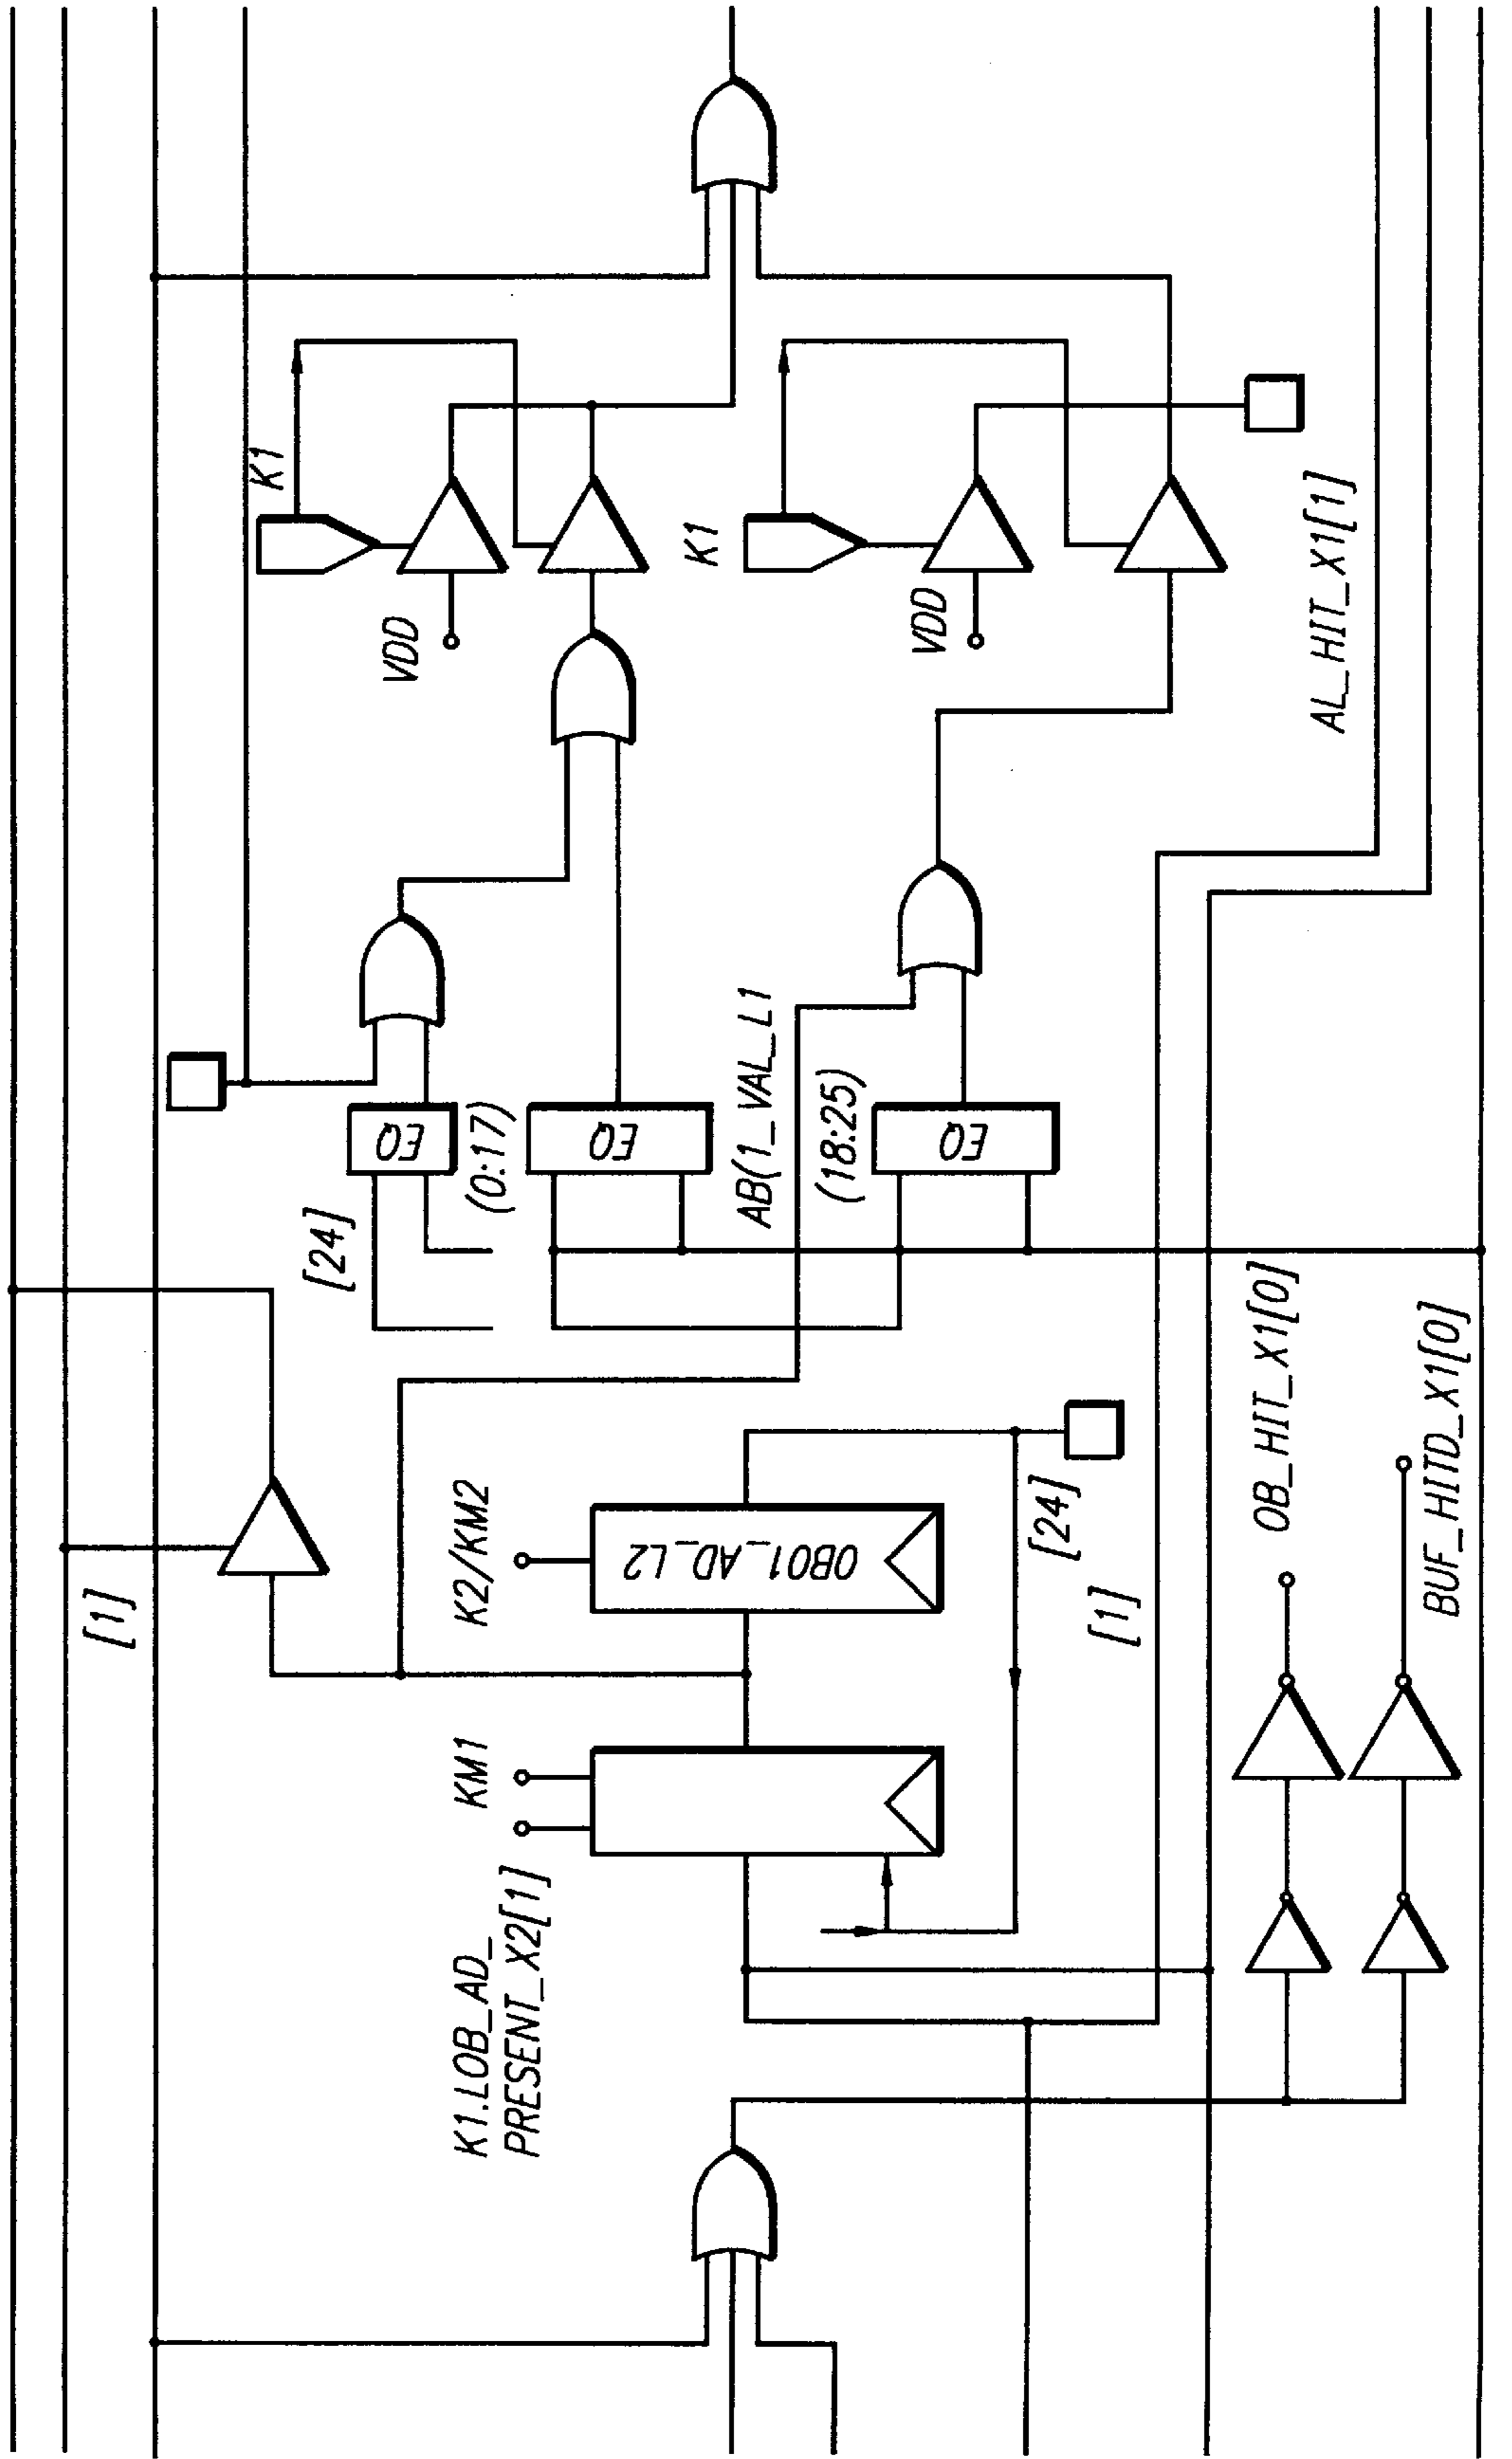 K1
VDD
K1
VDD
AL_HIT_X1[1]
[24]
EQ
(0:17)
EQ
AB(1_VAL_L1
(18:25)
EQ
[1]
K2/KM2
OB01_AD_L2
[24]
[1]
OB_HIT_X1[0]
BUF_HITD_X1[0]
KM1
K1.LOB_AD_
PRESENT_X2[1]